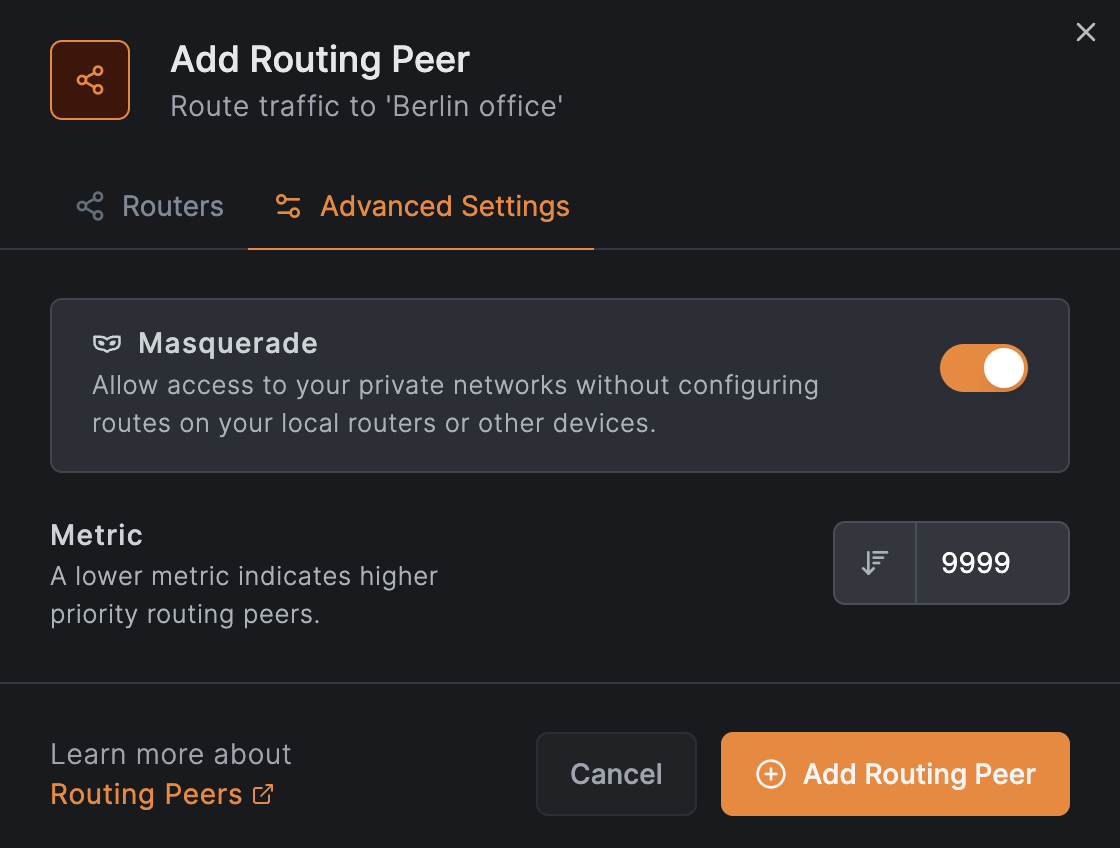 Add Routing Peer
Route traffic to 'Berlin office'
Routers
Advanced Settings
Masquerade
Allow access to your private networks without configuring
routes on your local routers or other devices.
Metric
A lower metric indicates higher
priority routing peers.
9999
Learn more about
Routing Peers
Cancel
Add Routing Peer